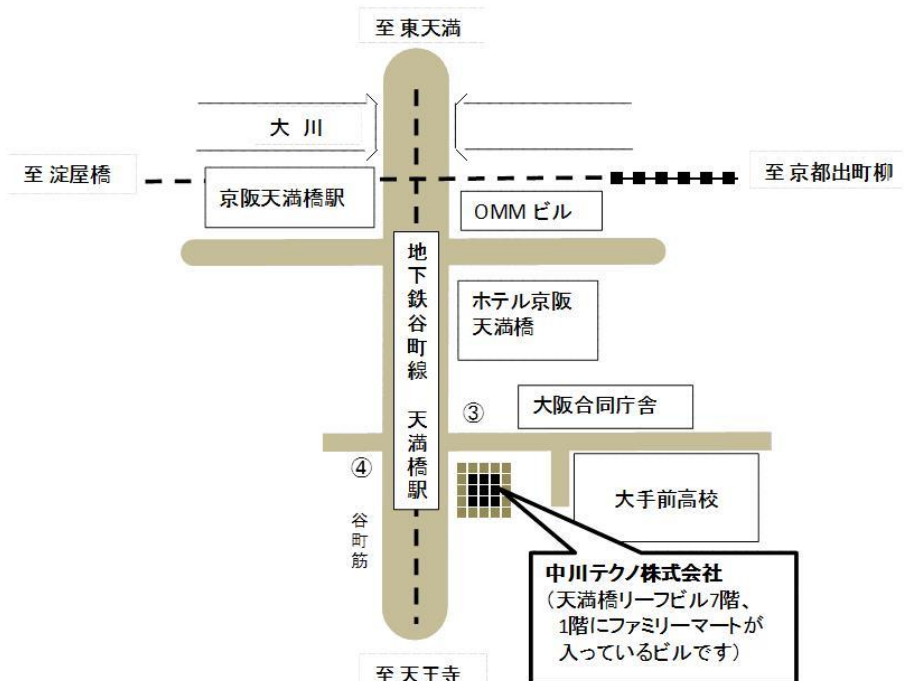 至 東天満
大 川
至 淀屋橋
至 京都出町柳
京阪天満橋駅
OMM ビル
地下鉄谷町線 天満橋駅
ホテル京阪
天満橋
③
大阪合同庁舎
④
大手前高校
谷町筋
中川テクノ株式会社
(天満橋リーフビル7階、
1階にファミリーマートが
入っているビルです)
至 天王寺